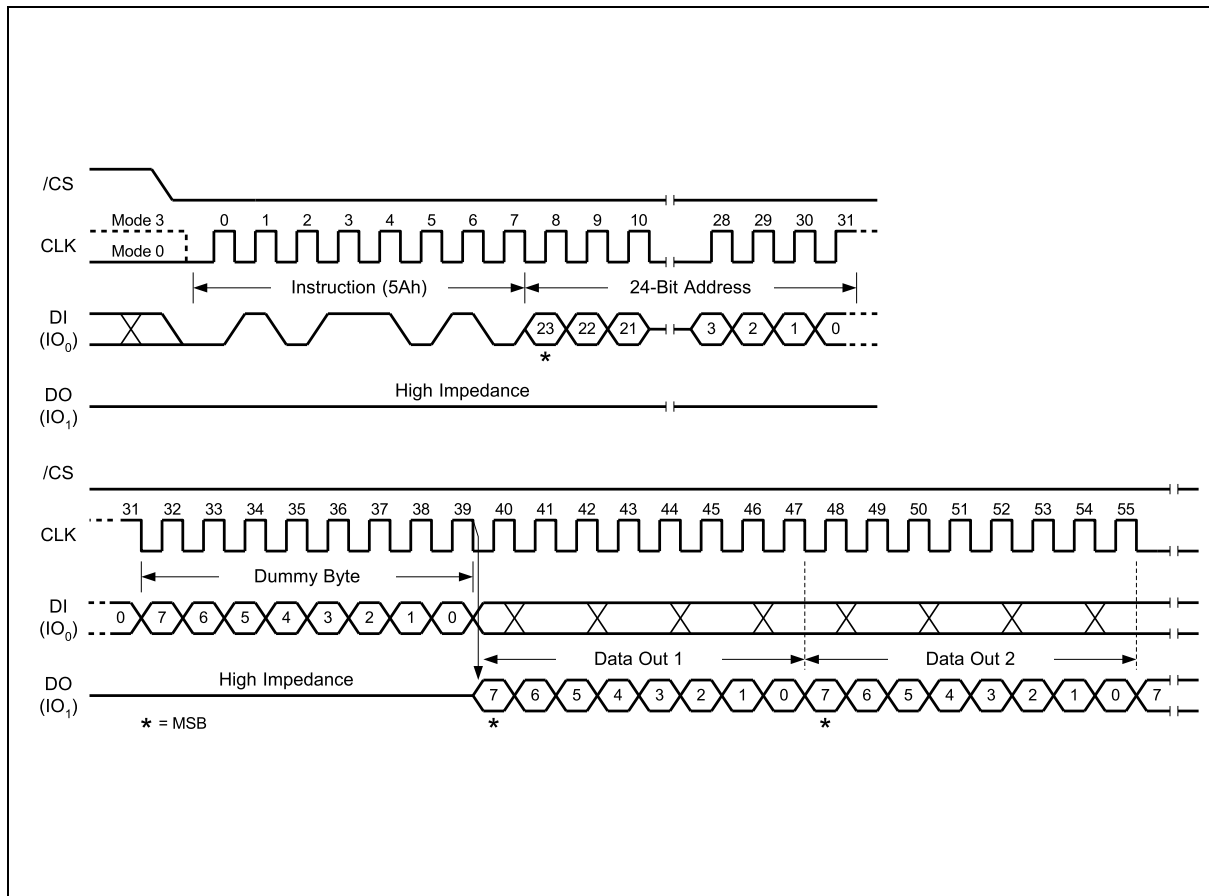 /CS
Mode 3 0 1 2 3 4 5 6 7 8 9 10 28 29 30 31
CLK
Mode 0
Instruction (5Ah) 24-Bit Address
DI
(IO0) 23 22 21 3 2 1 0
*
High Impedance
DO
(IO1)
/CS
31 32 33 34 35 36 37 38 39 40 41 42 43 44 45 46 47 48 49 50 51 52 53 54 55
CLK
Dummy Byte
DI
(IO0) 0 7 6 5 4 3 2 1 0
Data Out 1 Data Out 2
High Impedance
DO
(IO1) 7 6 5 4 3 2 1 0 7 6 5 4 3 2 1 0 7
* = MSB * *